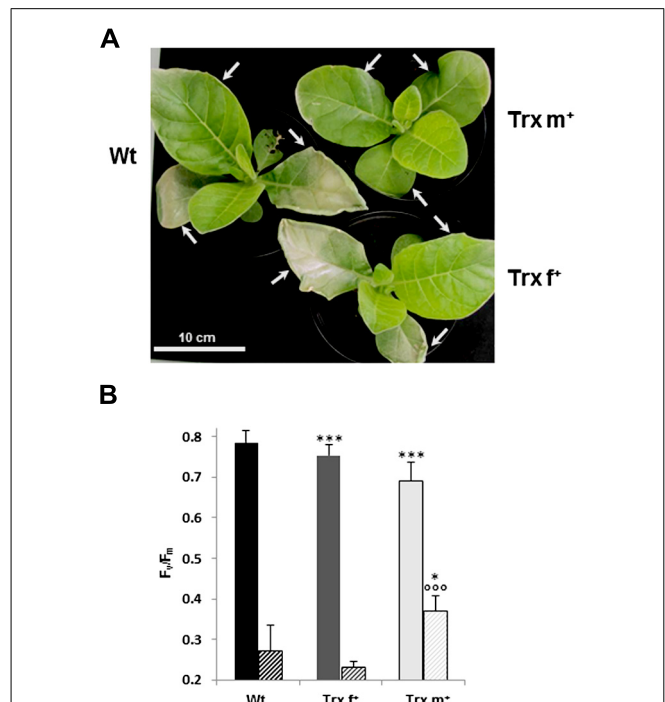 A
Wt
Trx m⁺
Trx f⁺
10 cm
B
0.8
0.7
0.6
0.5
0.4
0.3
0.2
Fv/Fm
***
***
*
°°°
Wt
Trx f⁺
Trx m⁺